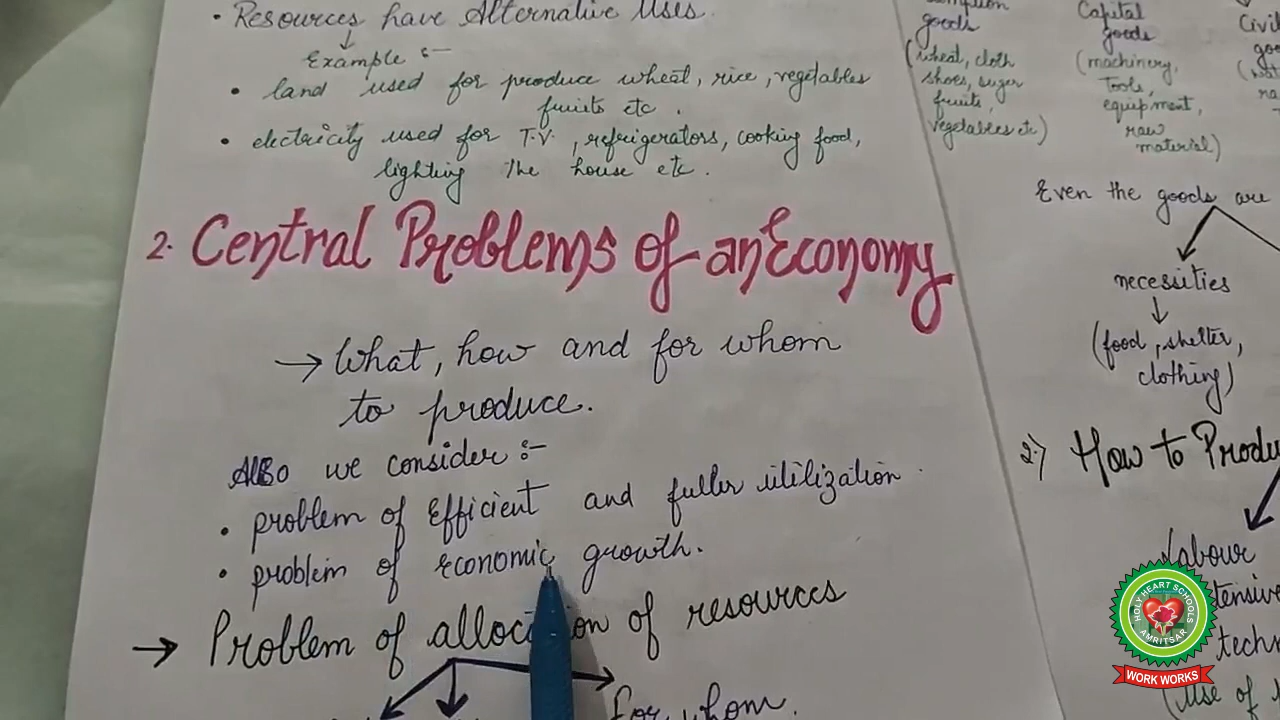 • Resources have Alternative Uses.
Example :-
• land used for produce wheat, rice, vegetables
fruits etc.
• electricity used for T.V., refrigerators, cooking food,
lighting the house etc.
2. Central Problems of an Economy
→ What, how and for whom
to produce.
Also we consider :-
• problem of Efficient and fuller utilization.
• problem of economic growth.
→ Problem of allocation of resources
for whom.
goods
(wheat, cloth
shoes, sugar
fruits,
vegetables etc)
Capital
goods
(machinery,
Tools,
equipment,
raw
material)
Even the goods are
necessities
(food, shelter,
clothing)
2) How to Produ
Labour
tensive
techn
(Use of
HOLY HEART SCHOOLS
AMRITSAR
WORK WORKS